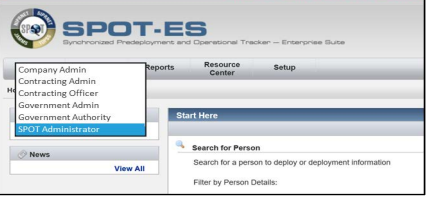 SPOT
SPOT-ES
Synchronized Predeployment and Operational Tracker — Enterprise Suite
Reports
Resource Center
Setup
Company Admin
Contracting Admin
Contracting Officer
Government Admin
Government Authority
SPOT Administrator
Start Here
News
View All
Search for Person
Search for a person to deploy or deployment information
Filter by Person Details: